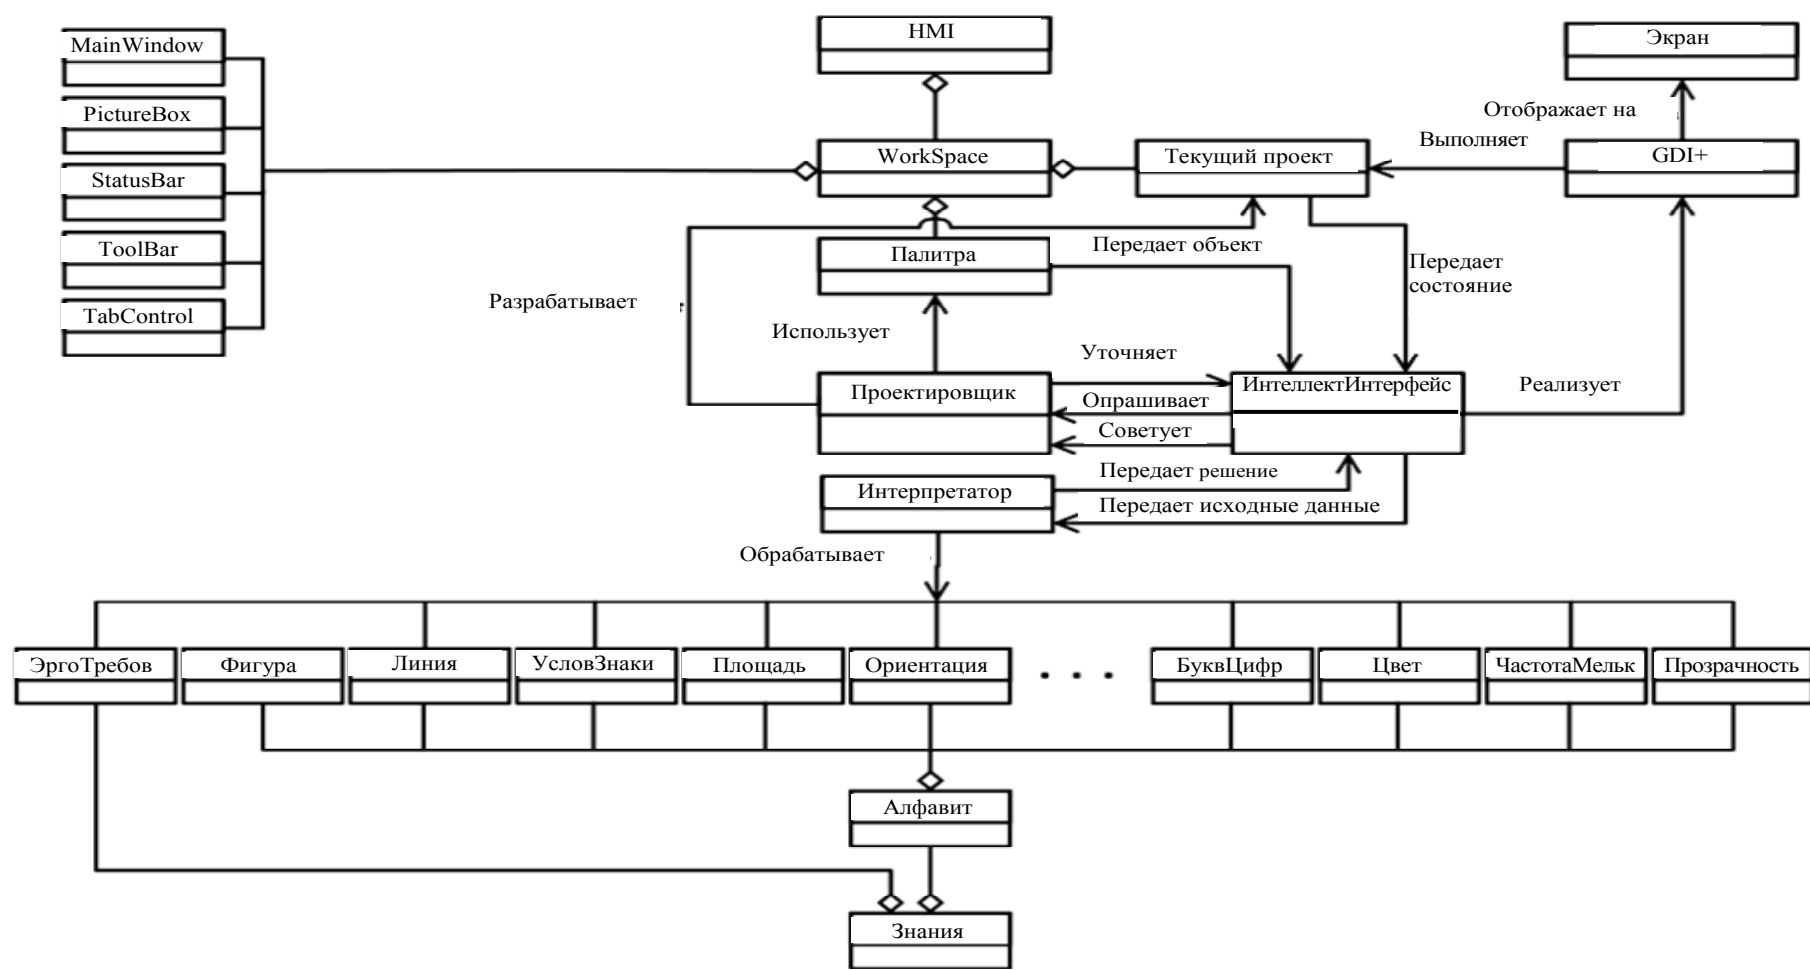 MainWindow
HMI
Экран
PictureBox
Отображает на
Выполняет
WorkSpace
Текущий проект
GDI+
StatusBar
ToolBar
Палитра
Передает объект
Передает
состояние
Разрабатывает
TabControl
Использует
Уточняет
Проектировщик
ИнтеллектИнтерфейс
Реализует
Опрашивает
Советует
Передает решение
Интерпретатор
Передает исходные данные
Обрабатывает
ЭргоТребов
Фигура
Линия
УсловЗнаки
Площадь
Ориентация
. . .
БуквЦифр
Цвет
ЧастотаМельк
Прозрачность
Алфавит
Знания